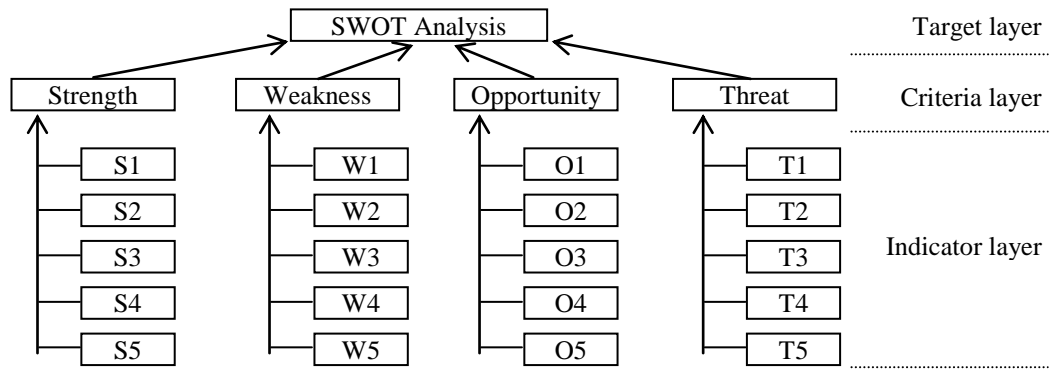 SWOT Analysis
Target layer
Strength
Weakness
Opportunity
Threat
Criteria layer
S1
W1
O1
T1
S2
W2
O2
T2
S3
W3
O3
T3
Indicator layer
S4
W4
O4
T4
S5
W5
O5
T5